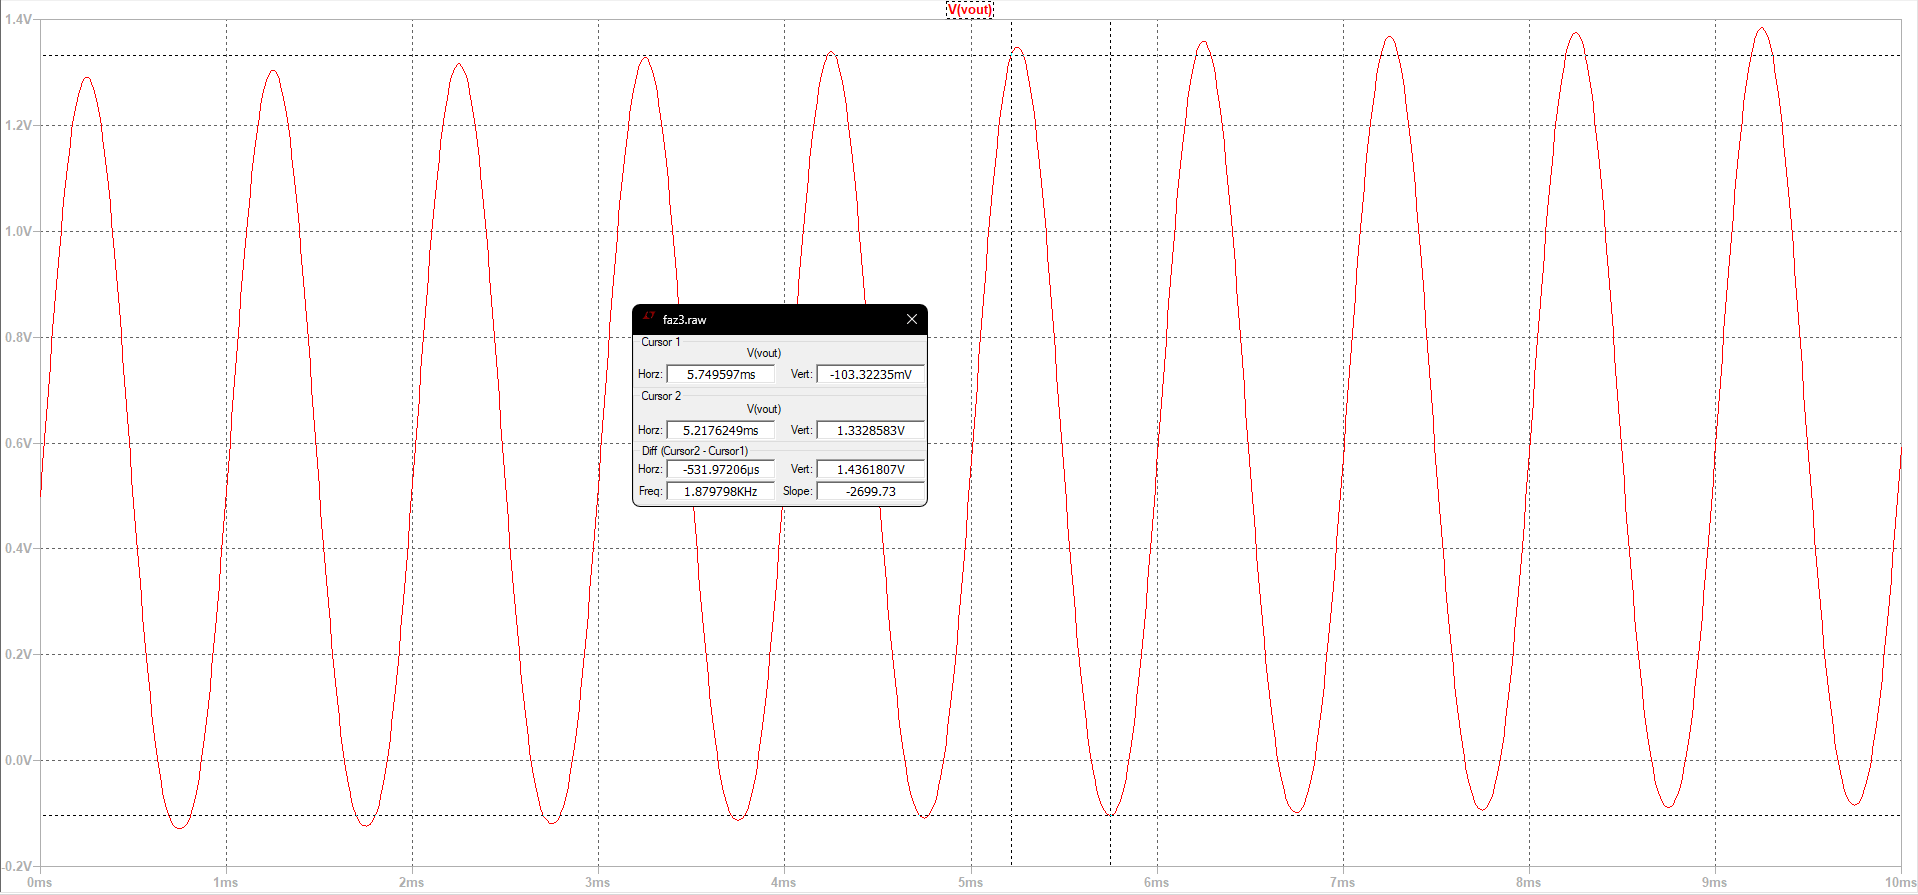 V(vout)
1.4V
1.2V
1.0V
0.8V
0.6V
0.4V
0.2V
0.0V
-0.2V
faz3.raw
Cursor 1
V(vout)
Horz: 5.749597ms Vert: -103.32235mV
Cursor 2
V(vout)
Horz: 5.2176249ms Vert: 1.3328583V
Diff (Cursor2 - Cursor1)
Horz: -531.97206µs Vert: 1.4361807V
Freq: 1.879798KHz Slope: -2699.73
0ms 1ms 2ms 3ms 4ms 5ms 6ms 7ms 8ms 9ms 10ms